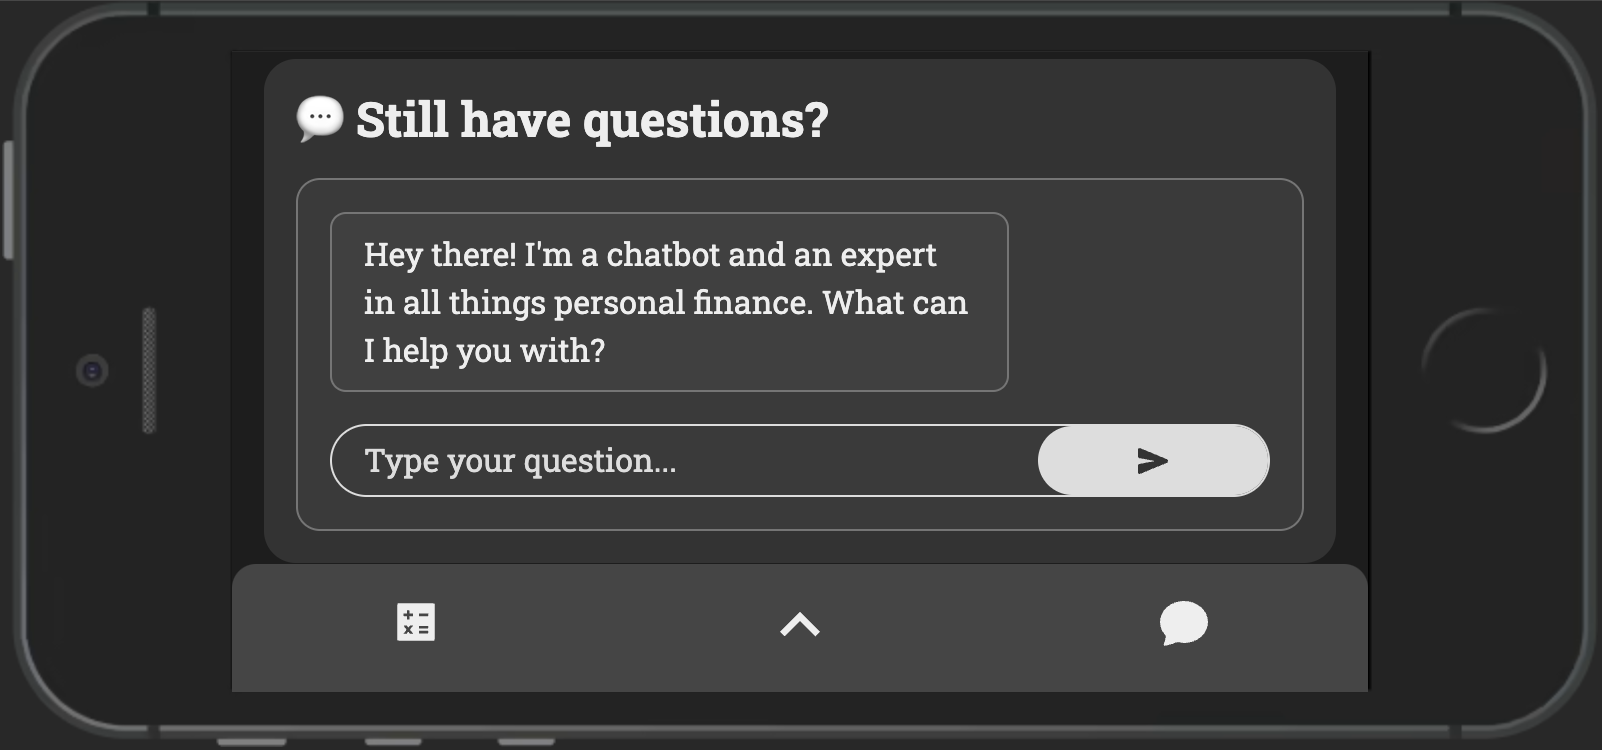 Still have questions?
Hey there! I'm a chatbot and an expert
in all things personal finance. What can
I help you with?
Type your question...